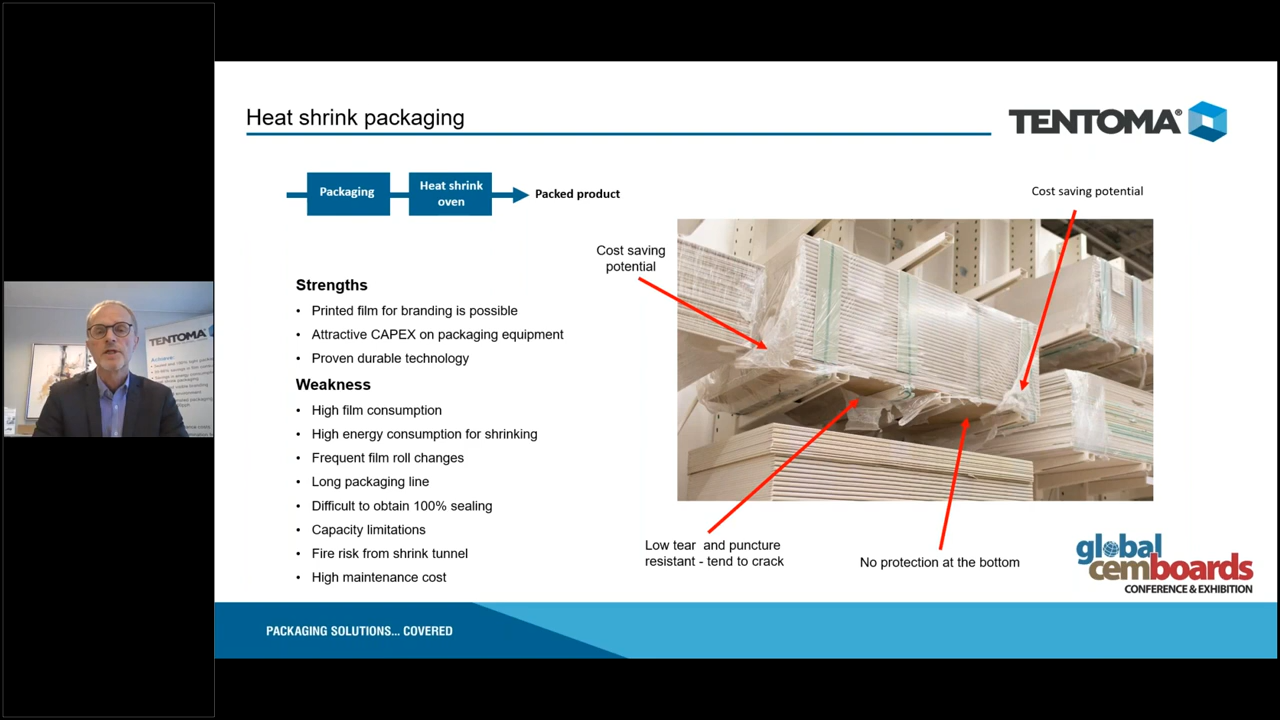 Heat shrink packaging
TENTOMA®
Packaging
Heat shrink
oven
Packed product
Cost saving potential
Cost saving
potential
Strengths
• Printed film for branding is possible
• Attractive CAPEX on packaging equipment
• Proven durable technology
Weakness
• High film consumption
• High energy consumption for shrinking
• Frequent film roll changes
• Long packaging line
• Difficult to obtain 100% sealing
• Capacity limitations
• Fire risk from shrink tunnel
• High maintenance cost
Low tear and puncture
resistant - tend to crack
No protection at the bottom
global
cemboards
CONFERENCE & EXHIBITION
PACKAGING SOLUTIONS... COVERED
TENTOMA
Achieve: